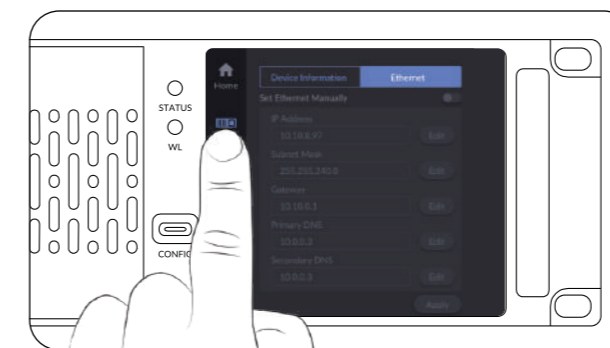 STATUS
WL
CONFIG
Home
Device Information
Ethernet
Set Ethernet Manually
IP Address
10.10.8.97
Edit
Subnet Mask
255.255.240.0
Edit
Gateway
10.10.0.1
Edit
Primary DNS
10.0.0.3
Edit
Secondary DNS
10.0.0.3
Edit
Apply